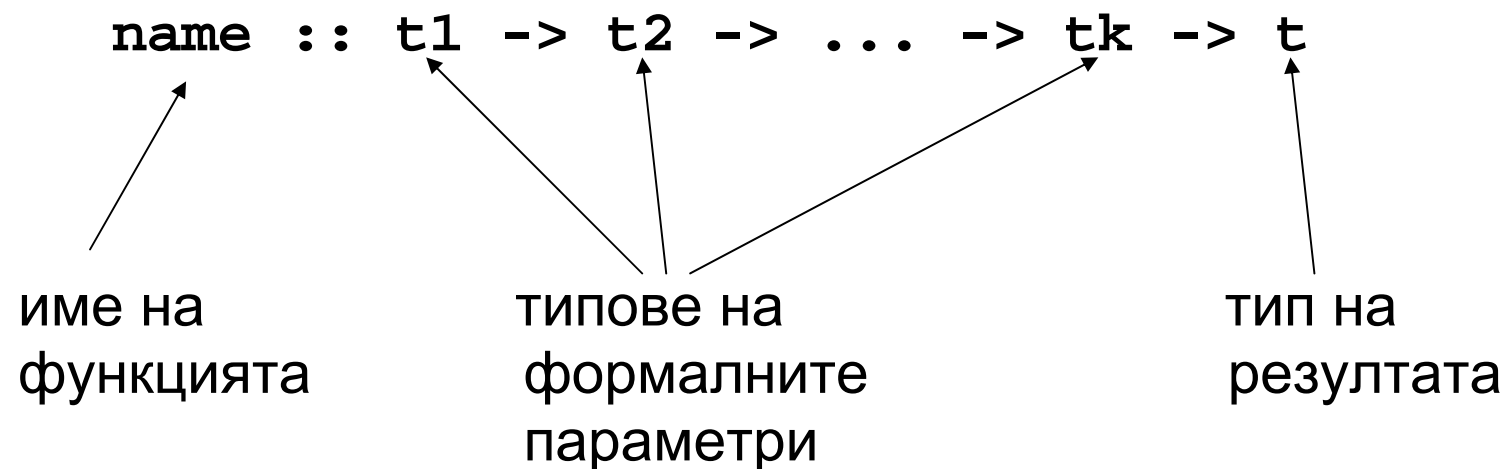 name :: t1 -> t2 -> ... -> tk -> t
име на
функцията
типове на
формалните
параметри
тип на
резултата